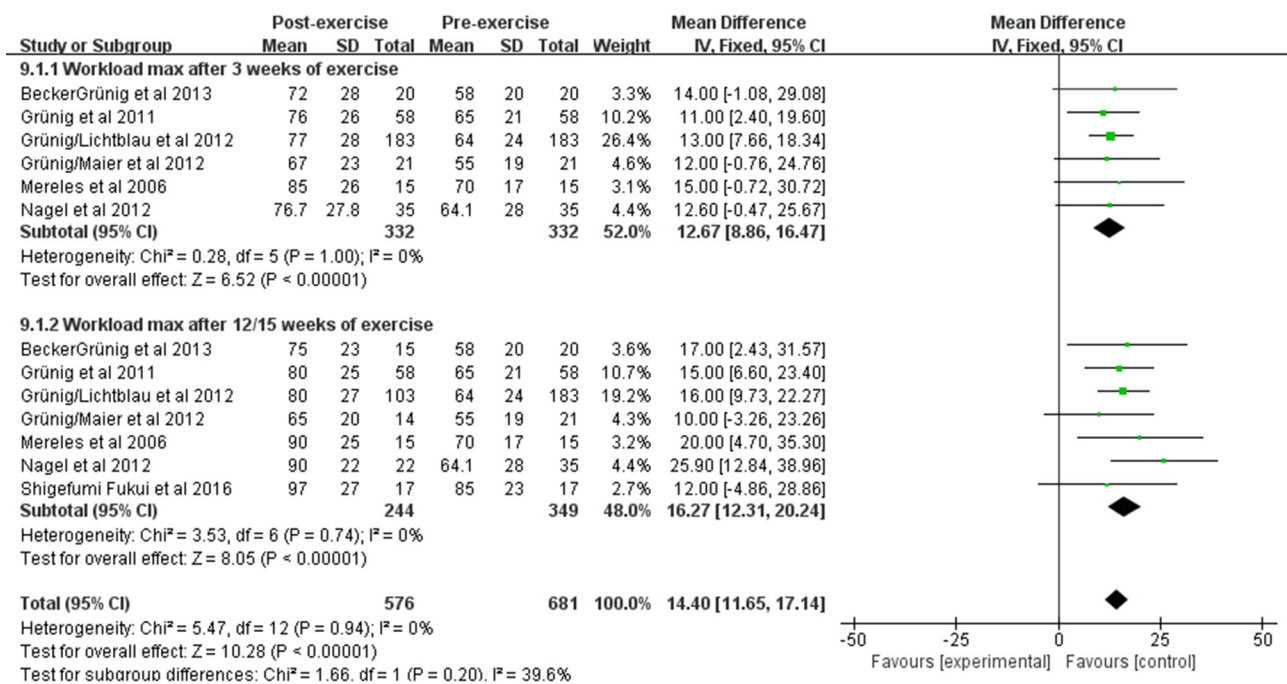 Post-exercise Pre-exercise Mean Difference Mean Difference
Study or Subgroup Mean SD Total Mean SD Total Weight IV, Fixed, 95% CI IV, Fixed, 95% CI
9.1.1 Workload max after 3 weeks of exercise
BeckerGrünig et al 2013 72 28 20 58 20 20 3.3% 14.00 [-1.08, 29.08]
Grünig et al 2011 76 26 58 65 21 58 10.2% 11.00 [2.40, 19.60]
Grünig/Lichtblau et al 2012 77 28 183 64 24 183 26.4% 13.00 [7.66, 18.34]
Grünig/Maier et al 2012 67 23 21 55 19 21 4.6% 12.00 [-0.76, 24.76]
Mereles et al 2006 85 26 15 70 17 15 3.1% 15.00 [-0.72, 30.72]
Nagel et al 2012 76.7 27.8 35 64.1 28 35 4.4% 12.60 [-0.47, 25.67]
Subtotal (95% CI) 332 332 52.0% 12.67 [8.86, 16.47]
Heterogeneity: Chi² = 0.28, df = 5 (P = 1.00); I² = 0%
Test for overall effect: Z = 6.52 (P < 0.00001)
9.1.2 Workload max after 12/15 weeks of exercise
BeckerGrünig et al 2013 75 23 15 58 20 20 3.6% 17.00 [2.43, 31.57]
Grünig et al 2011 80 25 58 65 21 58 10.7% 15.00 [6.60, 23.40]
Grünig/Lichtblau et al 2012 80 27 103 64 24 183 19.2% 16.00 [9.73, 22.27]
Grünig/Maier et al 2012 65 20 14 55 19 21 4.6% 10.00 [-3.26, 23.26]
Mereles et al 2006 90 25 15 70 17 15 3.2% 20.00 [4.70, 35.30]
Nagel et al 2012 90 22 22 64.1 28 35 4.4% 25.90 [12.84, 38.96]
Shigefumi Fukui et al 2016 97 27 17 85 23 17 2.7% 12.00 [-4.86, 28.86]
Subtotal (95% CI) 244 349 48.0% 16.27 [12.31, 20.24]
Heterogeneity: Chi² = 3.53, df = 6 (P = 0.74); I² = 0%
Test for overall effect: Z = 8.05 (P < 0.00001)
Total (95% CI) 576 681 100.0% 14.40 [11.65, 17.14]
Heterogeneity: Chi² = 5.47, df = 12 (P = 0.94); I² = 0%
Test for overall effect: Z = 10.28 (P < 0.00001)
Test for subgroup differences: Chi² = 1.66. df = 1 (P = 0.20). I² = 39.6%
-50 -25 0 25 50
Favours [experimental] Favours [control]